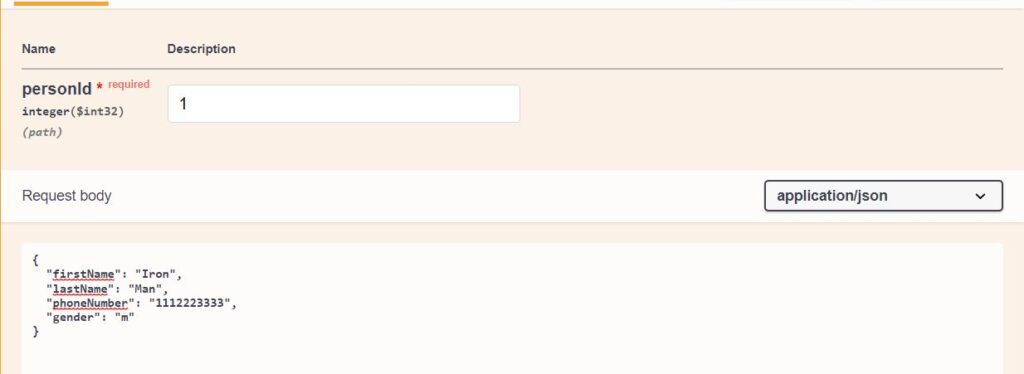 Name Description
personId * required
integer($int32)
(path)
1
Request body application/json
{
  "firstName": "Iron",
  "lastName": "Man",
  "phoneNumber": "1112223333",
  "gender": "m"
}